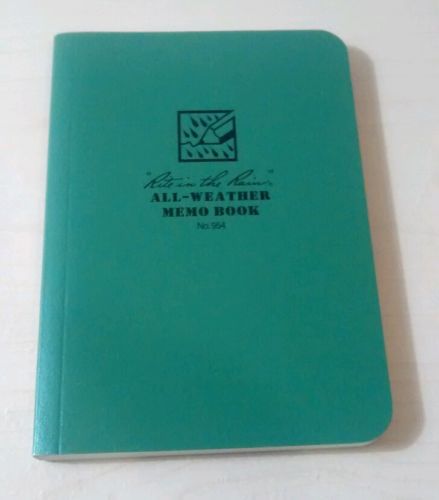 "Rite in the Rain"
ALL-WEATHER
MEMO BOOK
No. 954